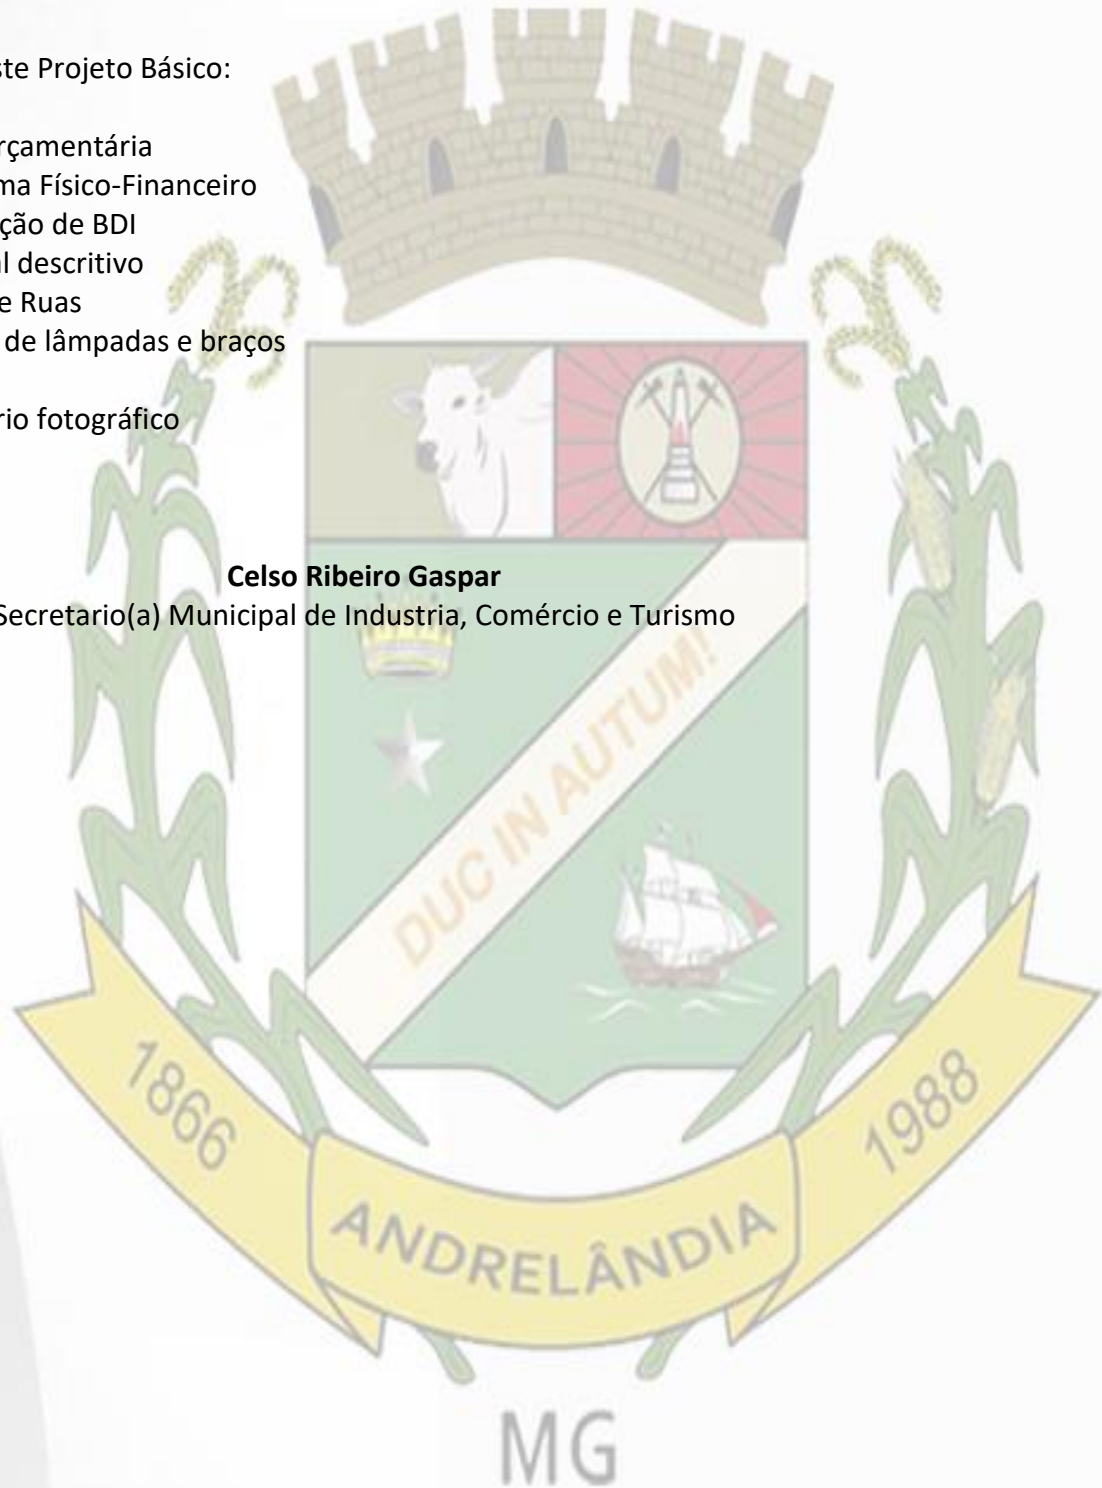 ste Projeto Básico:
rçamentária
ma Físico-Financeiro
ção de BDI
l descritivo
e Ruas
de lâmpadas e braços
rio fotográfico
Celso Ribeiro Gaspar
Secretario(a) Municipal de Industria, Comércio e Turismo
DUC IN AUTUM!
1866
ANDRELÂNDIA
1988
MG